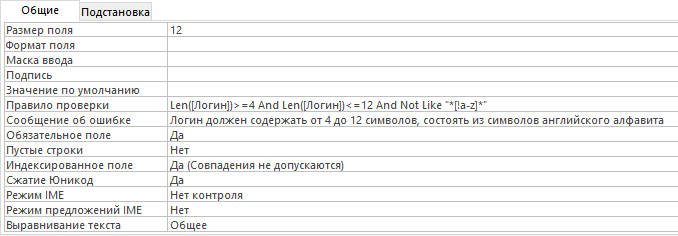 Общие Подстановка
Размер поля 12
Формат поля
Маска ввода
Подпись
Значение по умолчанию
Правило проверки Len([Логин])>=4 And Len([Логин])<=12 And Not Like "*[!a-z]*"
Сообщение об ошибке Логин должен содержать от 4 до 12 символов, состоять из символов английского алфавита
Обязательное поле Да
Пустые строки Нет
Индексированное поле Да (Совпадения не допускаются)
Сжатие Юникод Да
Режим IME Нет контроля
Режим предложений IME Нет
Выравнивание текста Общее